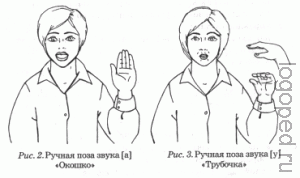 Рис. 2. Ручная поза звука [а]
«Окошко»
Рис. 3. Ручная поза звука [у]
«Трубочка»
logoped.ru